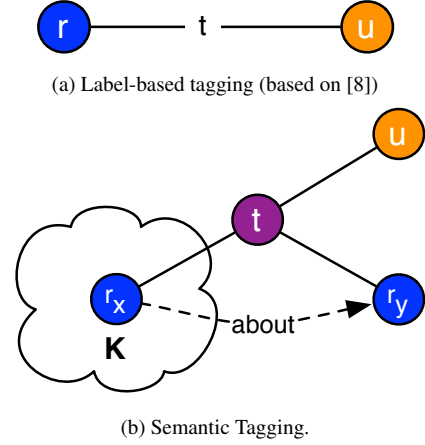 r t u
(a) Label-based tagging (based on [8])
u
t
rx ry
about
K
(b) Semantic Tagging.